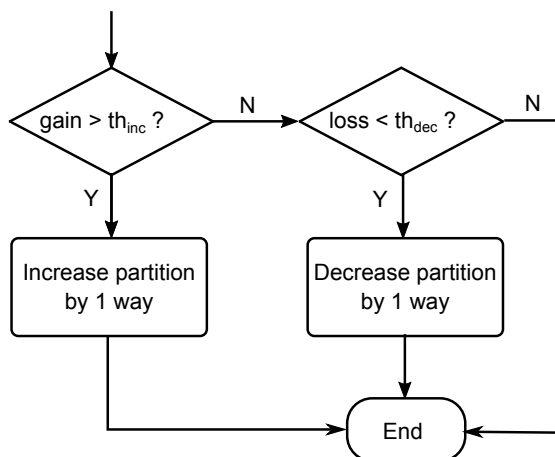 gain > th_inc ?
N
loss < th_dec ?
N
Y
Y
Increase partition
by 1 way
Decrease partition
by 1 way
End